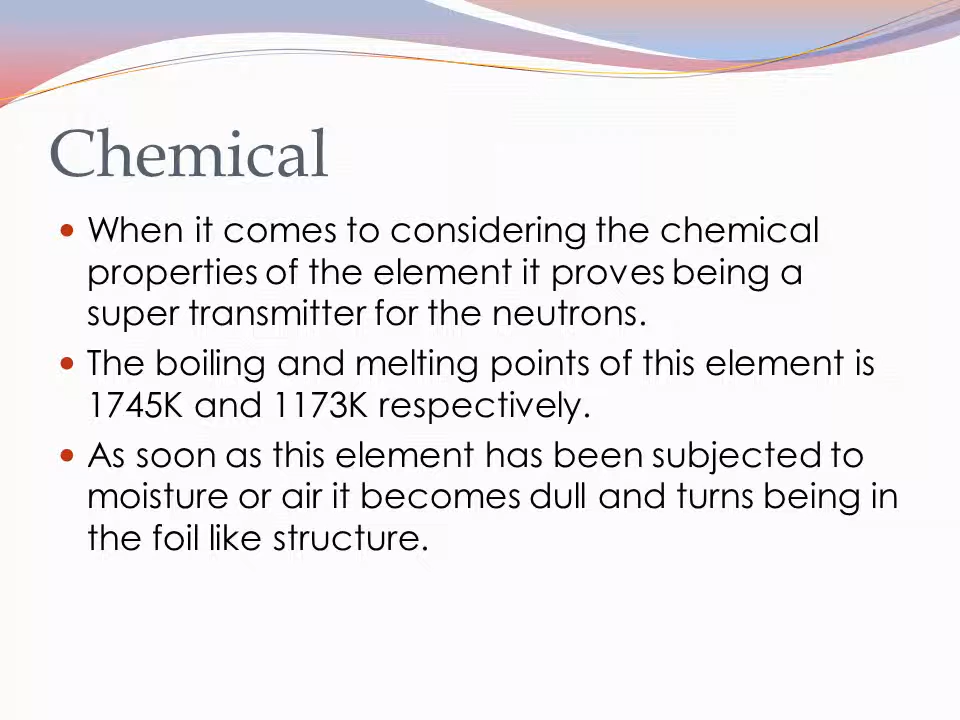 Chemical
When it comes to considering the chemical
properties of the element it proves being a
super transmitter for the neutrons.
The boiling and melting points of this element is
1745K and 1173K respectively.
As soon as this element has been subjected to
moisture or air it becomes dull and turns being in
the foil like structure.